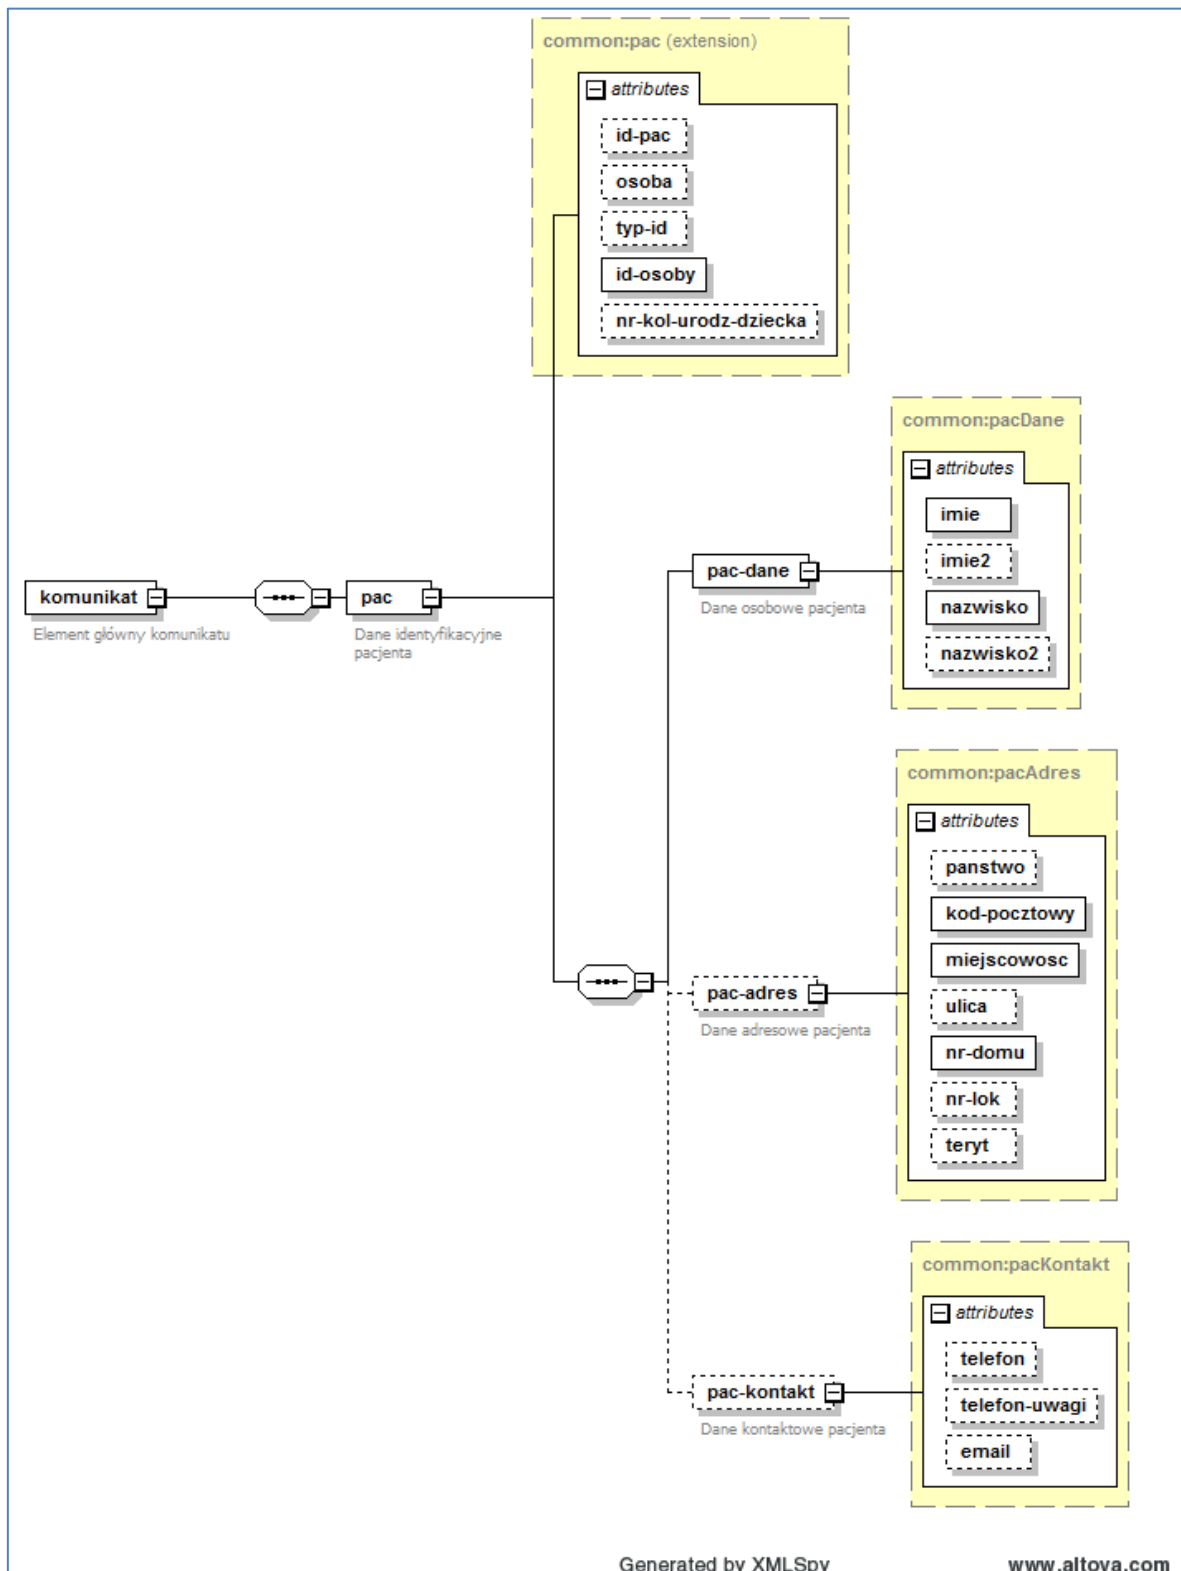 common:pac (extension)
attributes
id-pac
osoba
typ-id
id-osoby
nr-kol-urodz-dziecka
common:pacDane
attributes
imie
imie2
nazwisko
nazwisko2
komunikat
Element główny komunikatu
pac
Dane identyfikacyjne
pacjenta
pac-dane
Dane osobowe pacjenta
common:pacAdres
attributes
panstwo
kod-pocztowy
miejscowosc
ulica
nr-domu
nr-lok
teryt
pac-adres
Dane adresowe pacjenta
common:pacKontakt
attributes
telefon
telefon-uwagi
email
pac-kontakt
Dane kontaktowe pacjenta
Generated by XMLSpy
www.altova.com